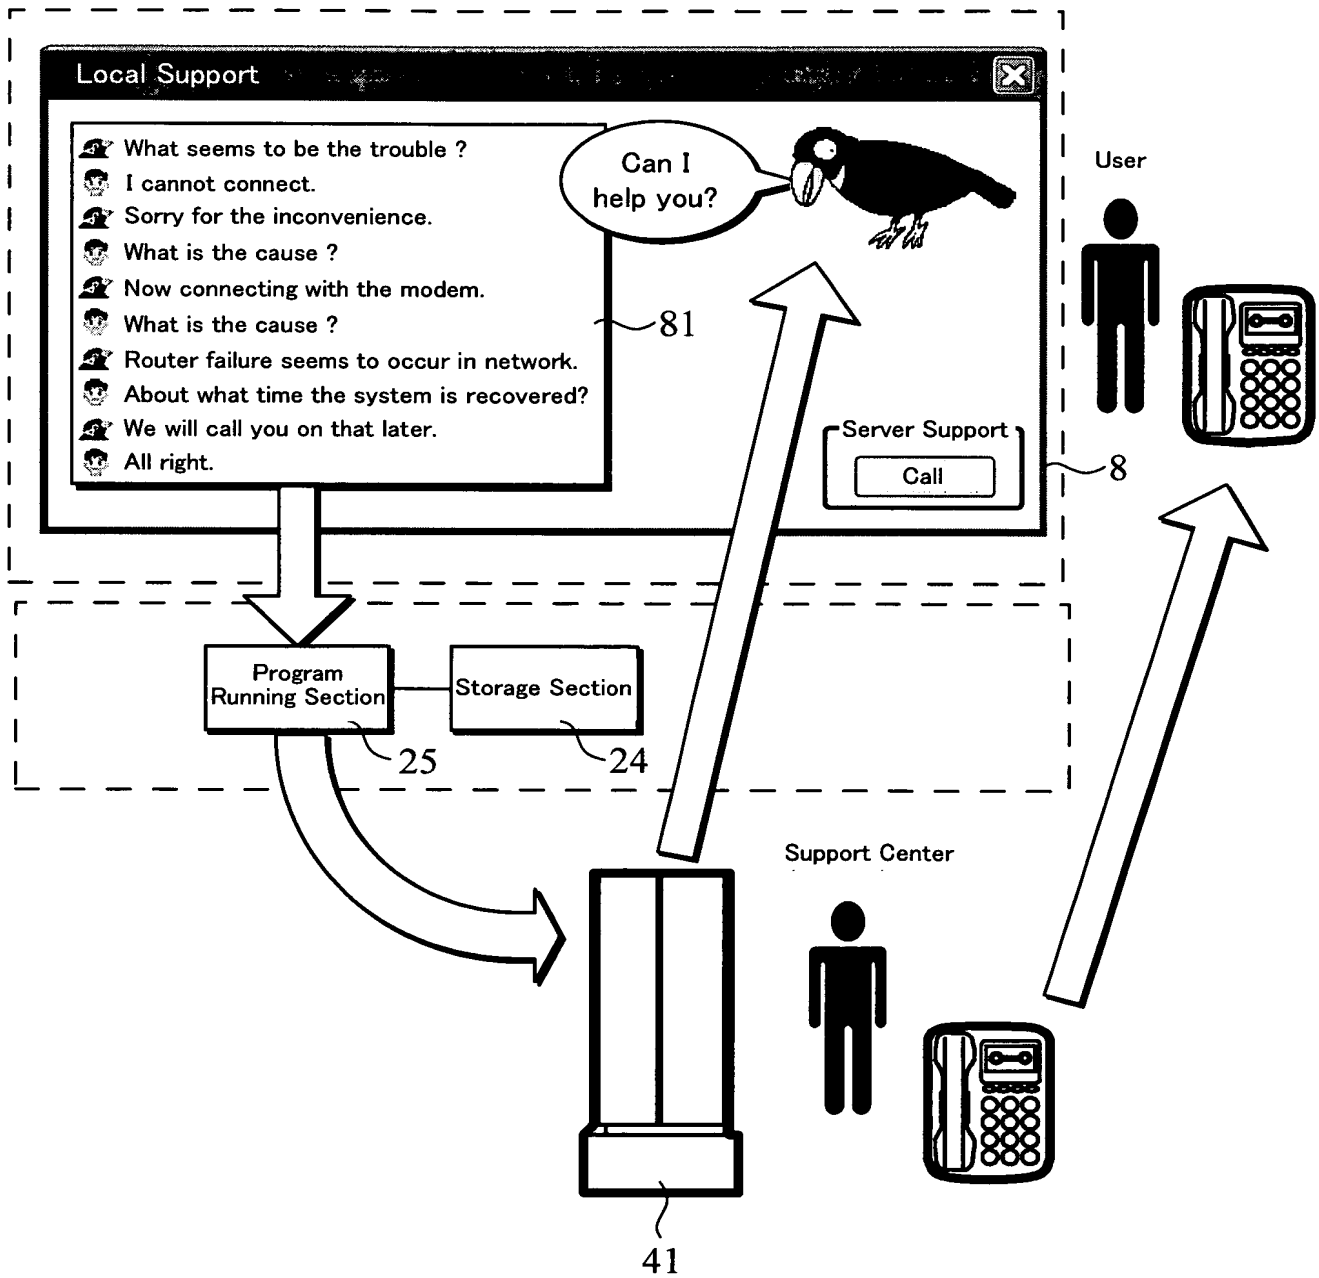 Local Support
What seems to be the trouble ?
I cannot connect.
Sorry for the inconvenience.
What is the cause ?
Now connecting with the modem.
What is the cause ?
Router failure seems to occur in network.
About what time the system is recovered?
We will call you on that later.
All right.
Can I
help you?
81
Server Support
Call
8
User
Program
Running Section
25
Storage Section
24
Support Center
41